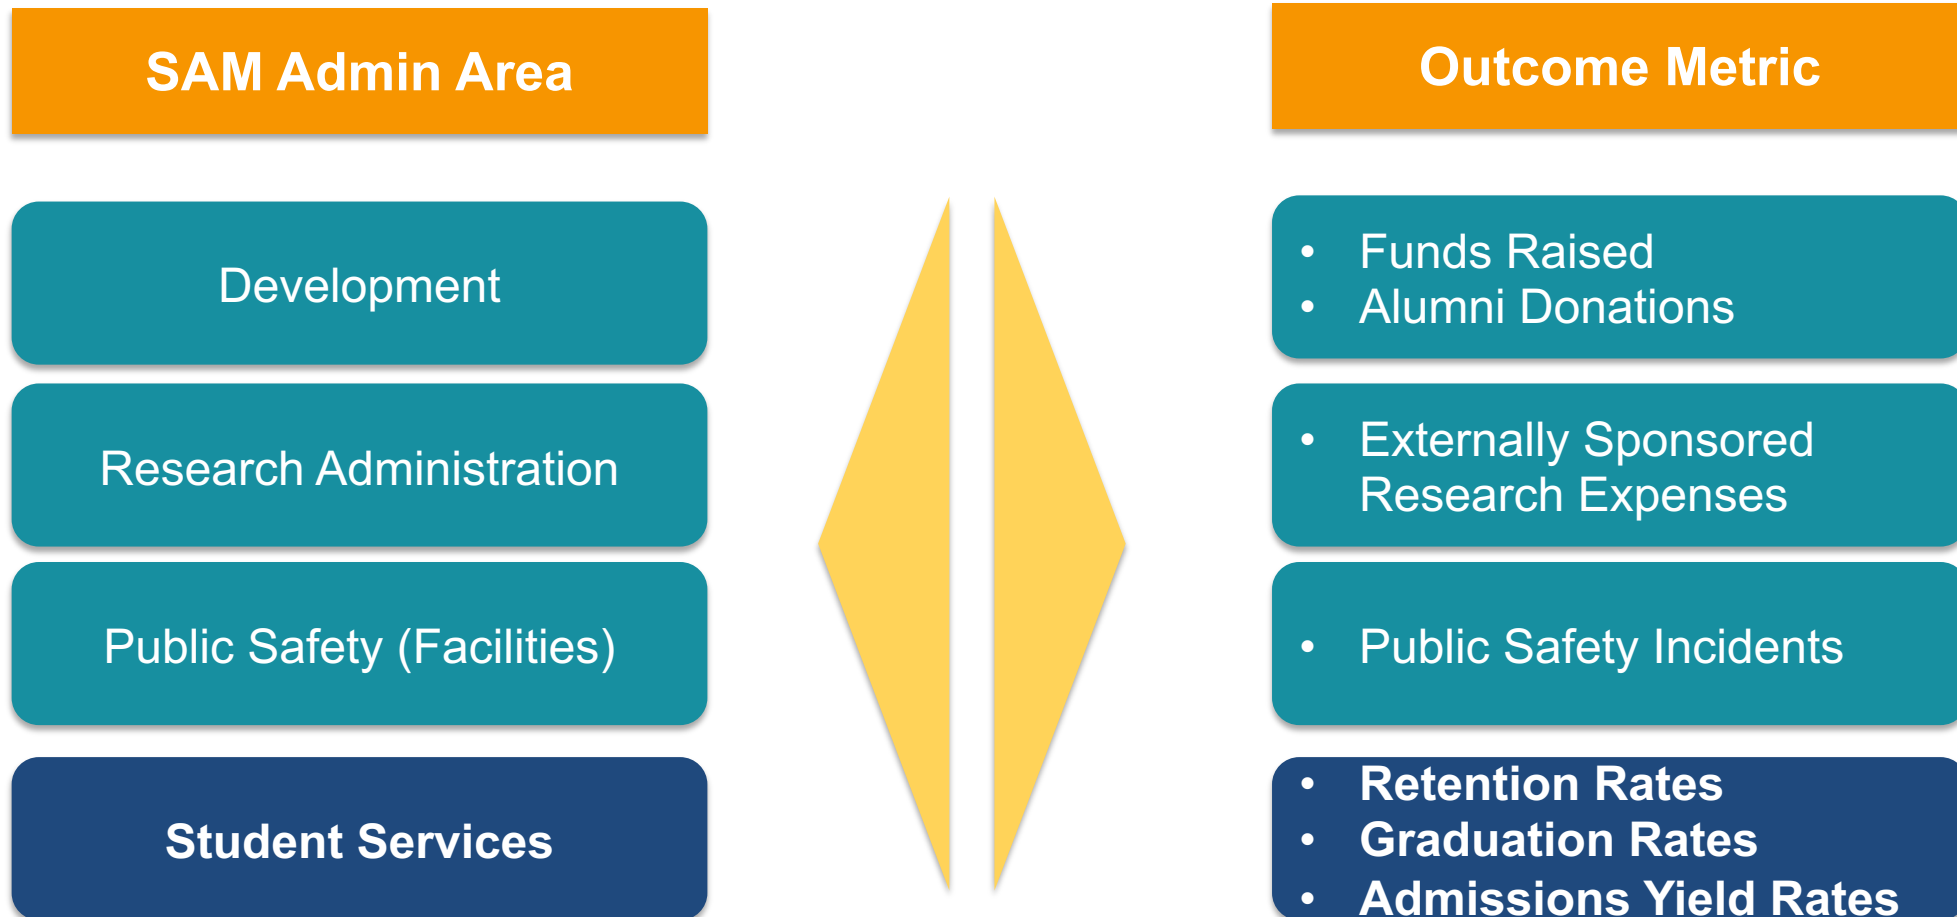 SAM Admin Area
Outcome Metric
Development
• Funds Raised
• Alumni Donations
Research Administration
• Externally Sponsored
Research Expenses
Public Safety (Facilities)
• Public Safety Incidents
Student Services
• Retention Rates
• Graduation Rates
• Admissions Yield Rates